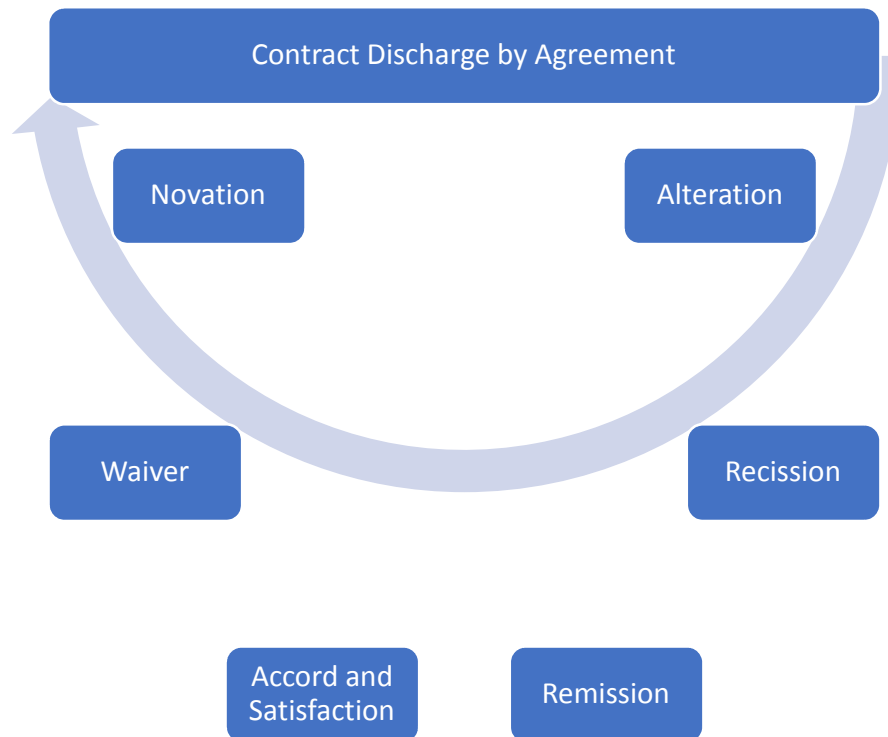 Contract Discharge by Agreement
Novation
Alteration
Waiver
Recission
Accord and
Satisfaction
Remission